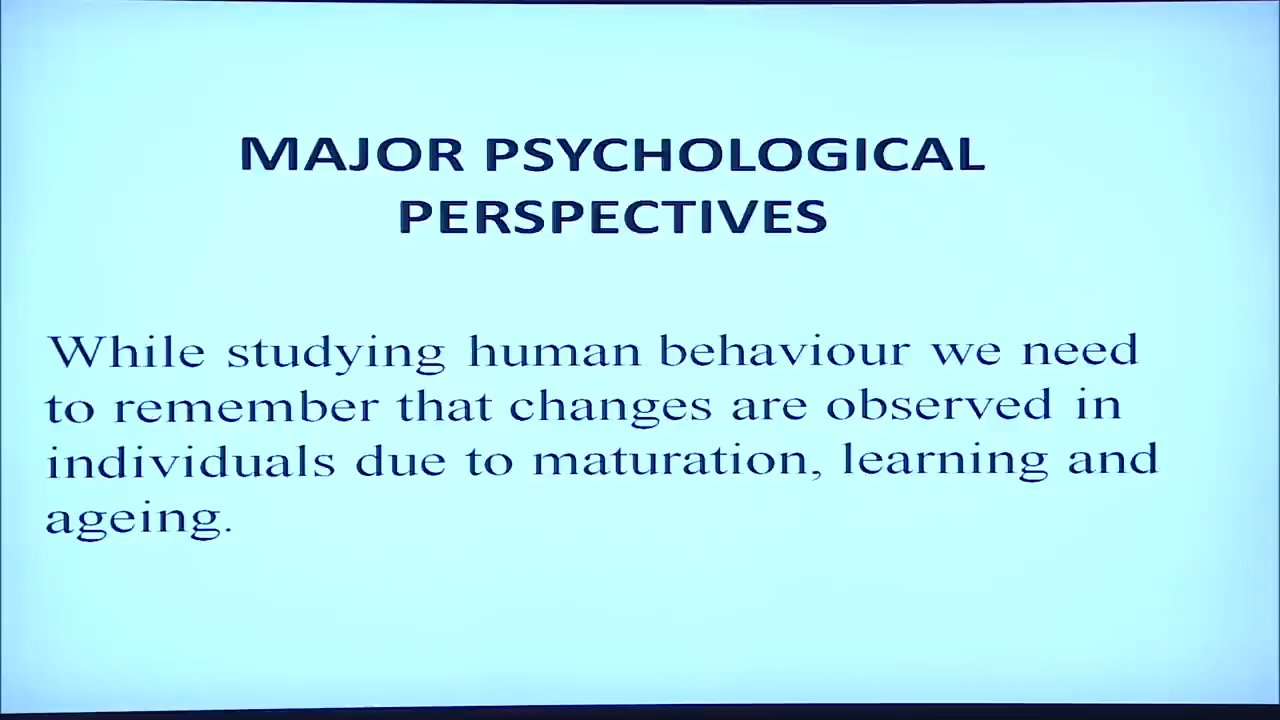 MAJOR PSYCHOLOGICAL
PERSPECTIVES
While studying human behaviour we need
to remember that changes are observed in
individuals due to maturation, learning and
ageing.